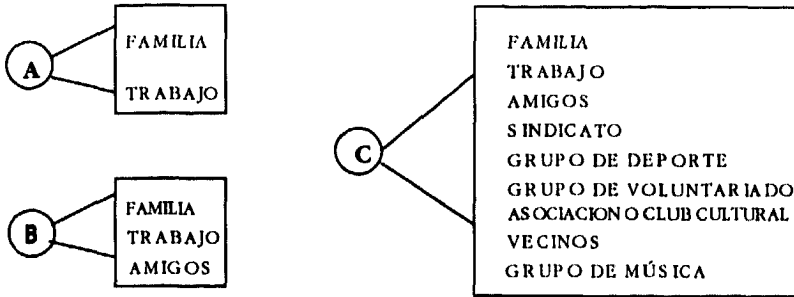 A
FAMILIA
TRABAJO
B
FAMILIA
TRABAJO
AMIGOS
C
FAMILIA
TRABAJO
AMIGOS
SINDICATO
GRUPO DE DEPORTE
GRUPO DE VOLUNTARIADO
ASOCIACION O CLUB CULTURAL
VECINOS
GRUPO DE MÚSICA